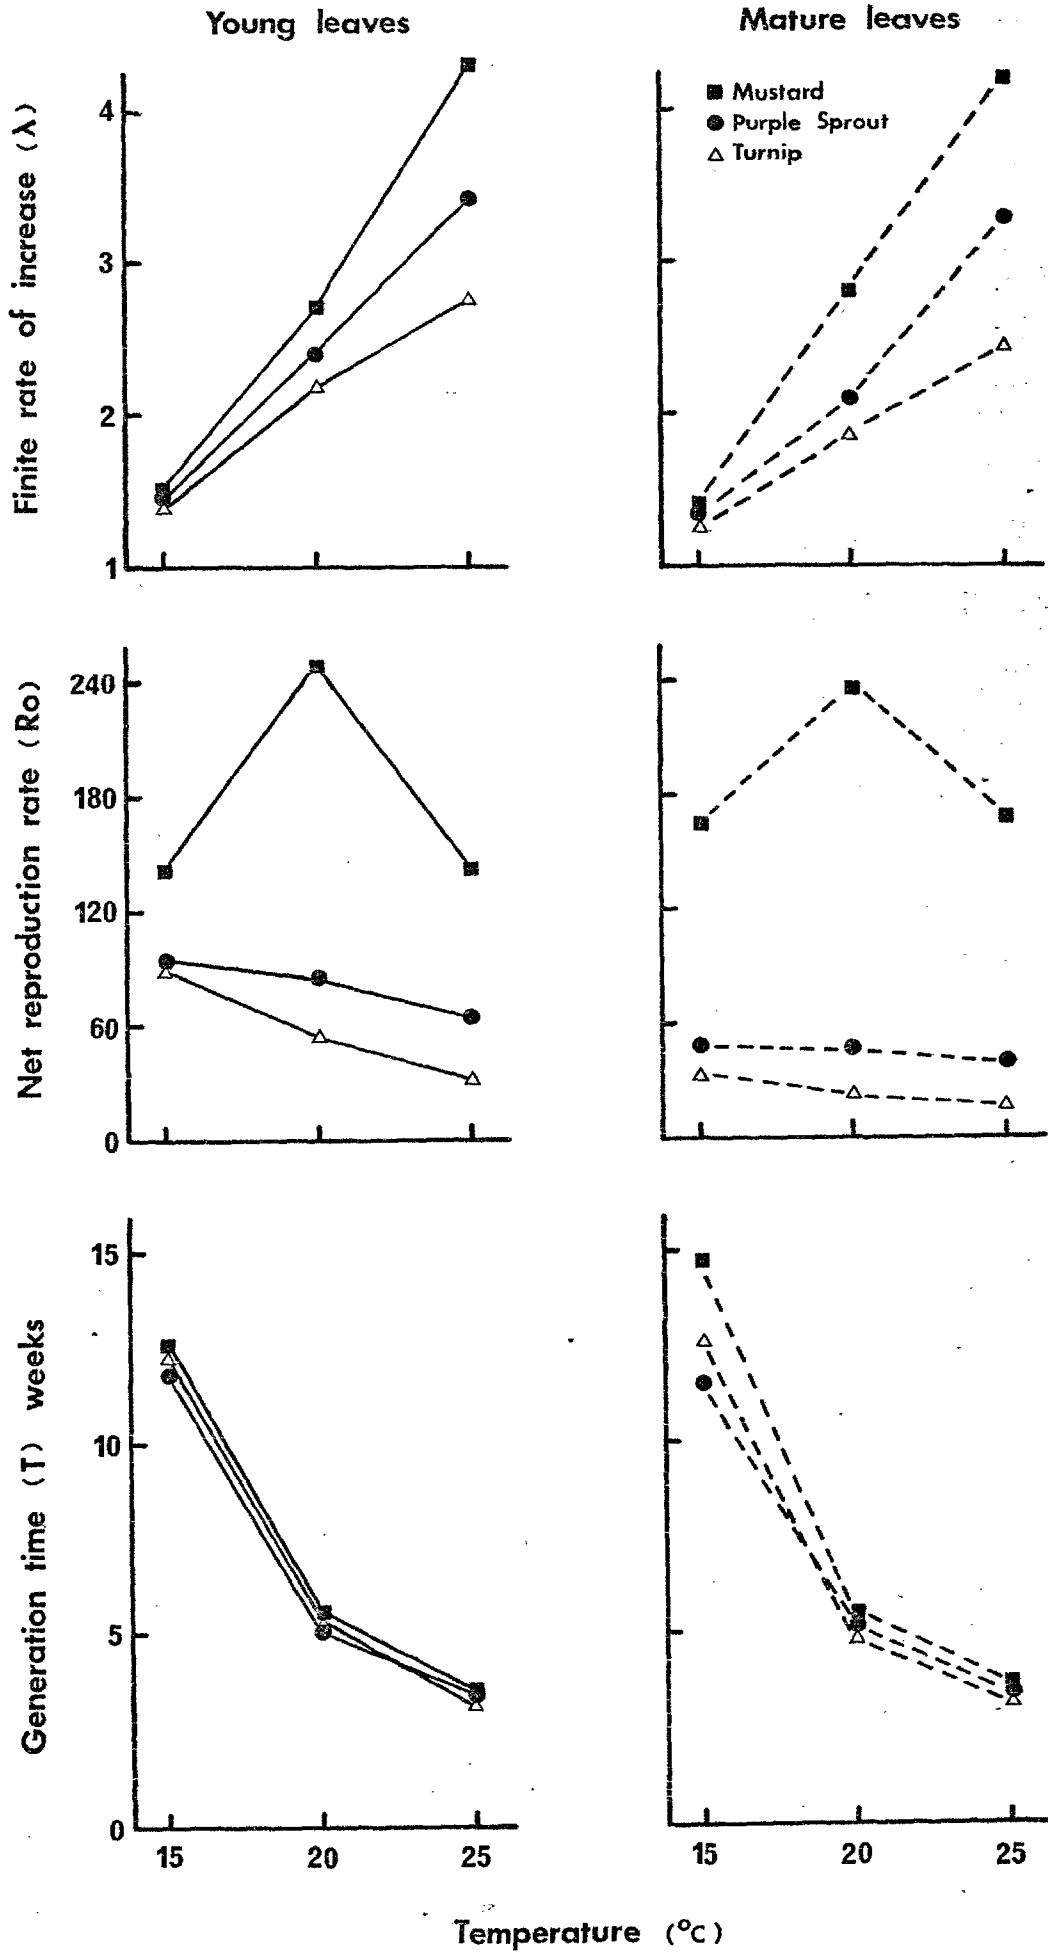 Young leaves
Mature leaves
Finite rate of increase (λ)
4
3
2
1
Mustard
Purple Sprout
Turnip
Net reproduction rate (Ro)
240
180
120
60
0
Generation time (T) weeks
15
10
5
0
15 20 25
15 20 25
Temperature (°C)